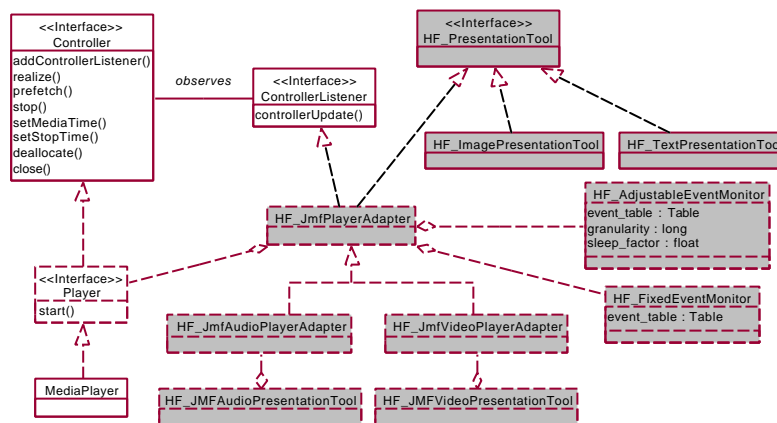 <<Interface>>
Controller
addControllerListener()
realize()
prefetch()
stop()
setMediaTime()
setStopTime()
deallocate()
close()
observes
<<Interface>>
ControllerListener
controllerUpdate()
<<Interface>>
HF_PresentationTool
HF_ImagePresentationTool
HF_TextPresentationTool
HF_JmfPlayerAdapter
HF_AdjustableEventMonitor
event_table : Table
granularity : long
sleep_factor : float
<<Interface>>
Player
start()
HF_FixedEventMonitor
event_table : Table
HF_JmfAudioPlayerAdapter
HF_JmfVideoPlayerAdapter
MediaPlayer
HF_JMFAudioPresentationTool
HF_JMFVideoPresentationTool